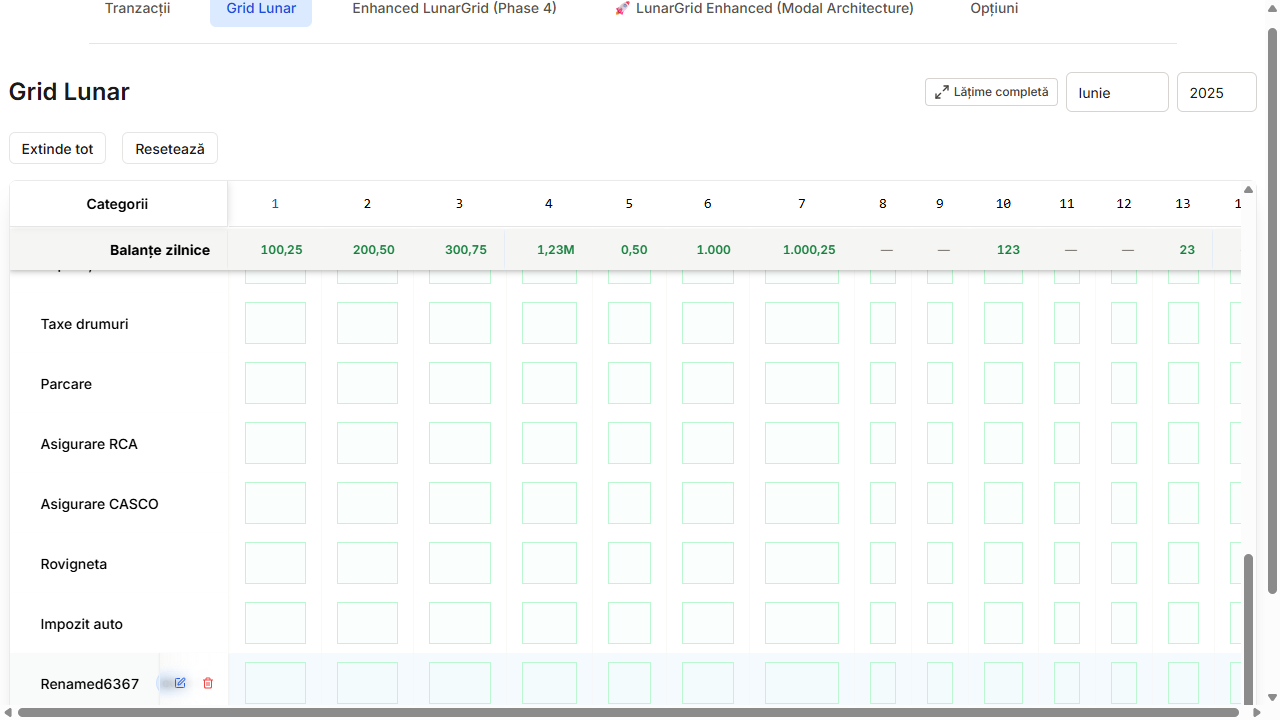 Tranzacții Grid Lunar Enhanced LunarGrid (Phase 4) 🚀 LunarGrid Enhanced (Modal Architecture) Opțiuni
Grid Lunar
Lățime completă Iunie 2025
Extinde tot Resetează
Categorii 1 2 3 4 5 6 7 8 9 10 11 12 13
Balanțe zilnice 100,25 200,50 300,75 1,23M 0,50 1.000 1.000,25 — — 123 — — 23
Taxe drumuri
Parcare
Asigurare RCA
Asigurare CASCO
Rovigneta
Impozit auto
Renamed6367